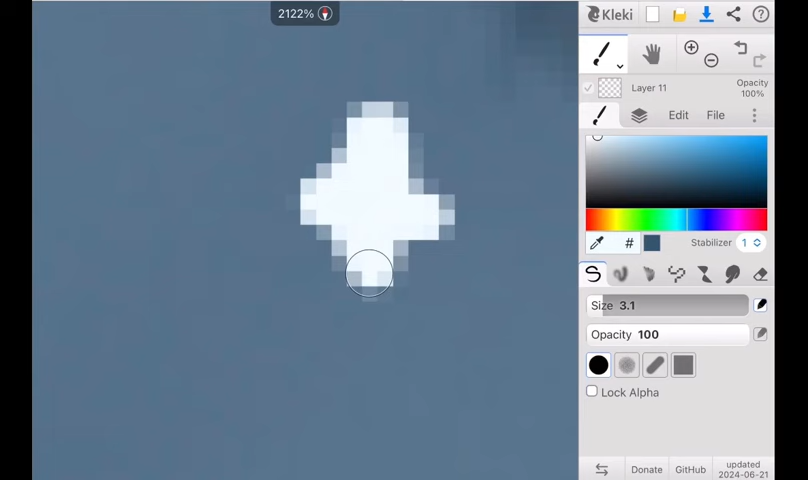 2122%
Kleki
Layer 11
Opacity
100%
Edit
File
#
Stabilizer 1
Size 3.1
Opacity 100
Lock Alpha
Donate
GitHub
updated
2024-06-21